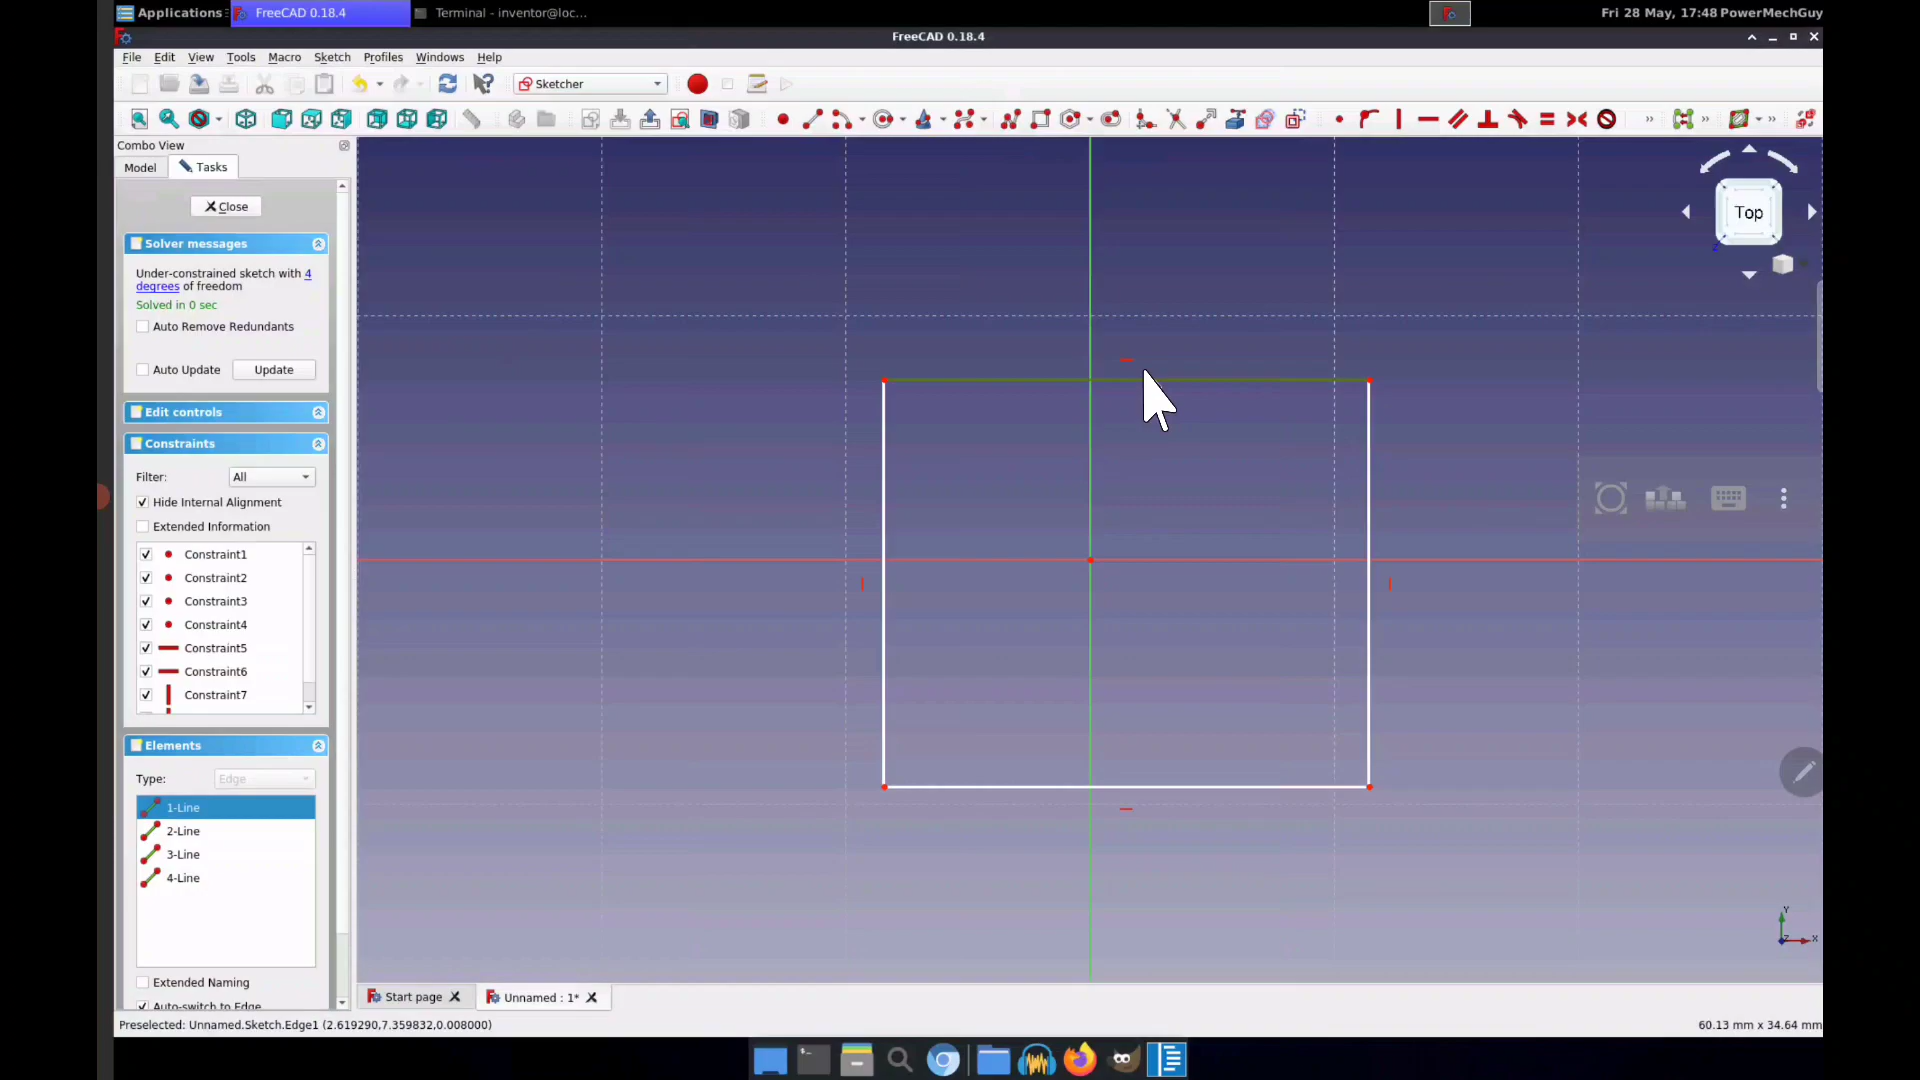 Applications
FreeCAD 0.18.4
Terminal - inventor@loc...
Fri 28 May, 17:48 PowerMechGuy
FreeCAD 0.18.4
File Edit View Tools Macro Sketch Profiles Windows Help
Sketcher
Combo View
Model
Tasks
Close
Solver messages
Under-constrained sketch with 4
degrees of freedom
Solved in 0 sec
Auto Remove Redundants
Auto Update
Update
Edit controls
Constraints
Filter:
All
Hide Internal Alignment
Extended Information
Constraint1
Constraint2
Constraint3
Constraint4
Constraint5
Constraint6
Constraint7
Elements
Type:
Edge
1-Line
2-Line
3-Line
4-Line
Extended Naming
Auto-switch to Edge
Top
Z
Y
Z
X
Start page
Unnamed : 1*
Preselected: Unnamed.Sketch.Edge1 (2.619290,7.359832,0.008000)
60.13 mm x 34.64 mm